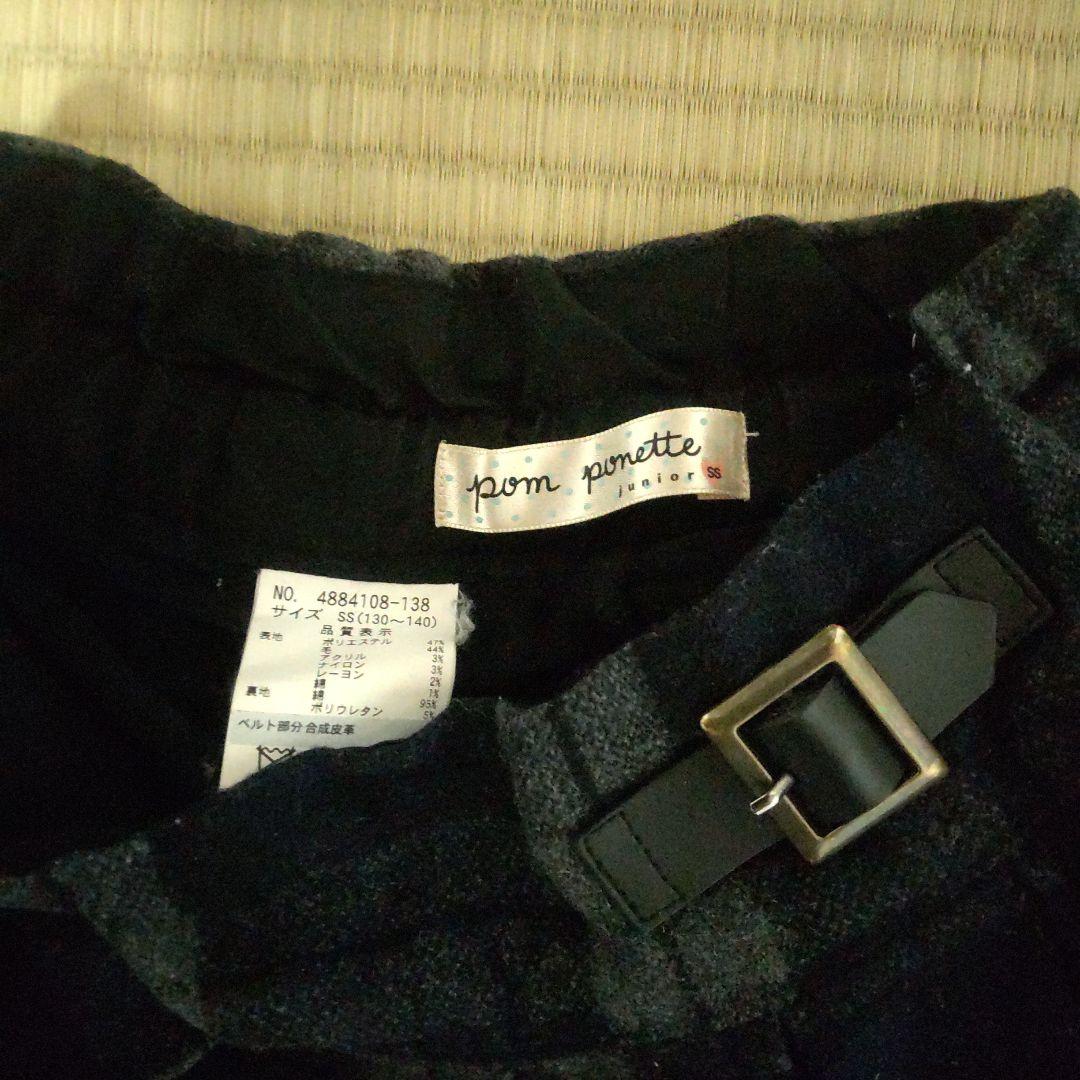 pom ponette
junior SS
NO. 4884108-138
サイズ SS(130～140)
品質表示
表地 ポリエステル 47%
毛 44%
アクリル 3%
ナイロン 3%
レーヨン 2%
綿 1%
裏地 綿 95%
ポリウレタン 5%
ベルト部分合成皮革